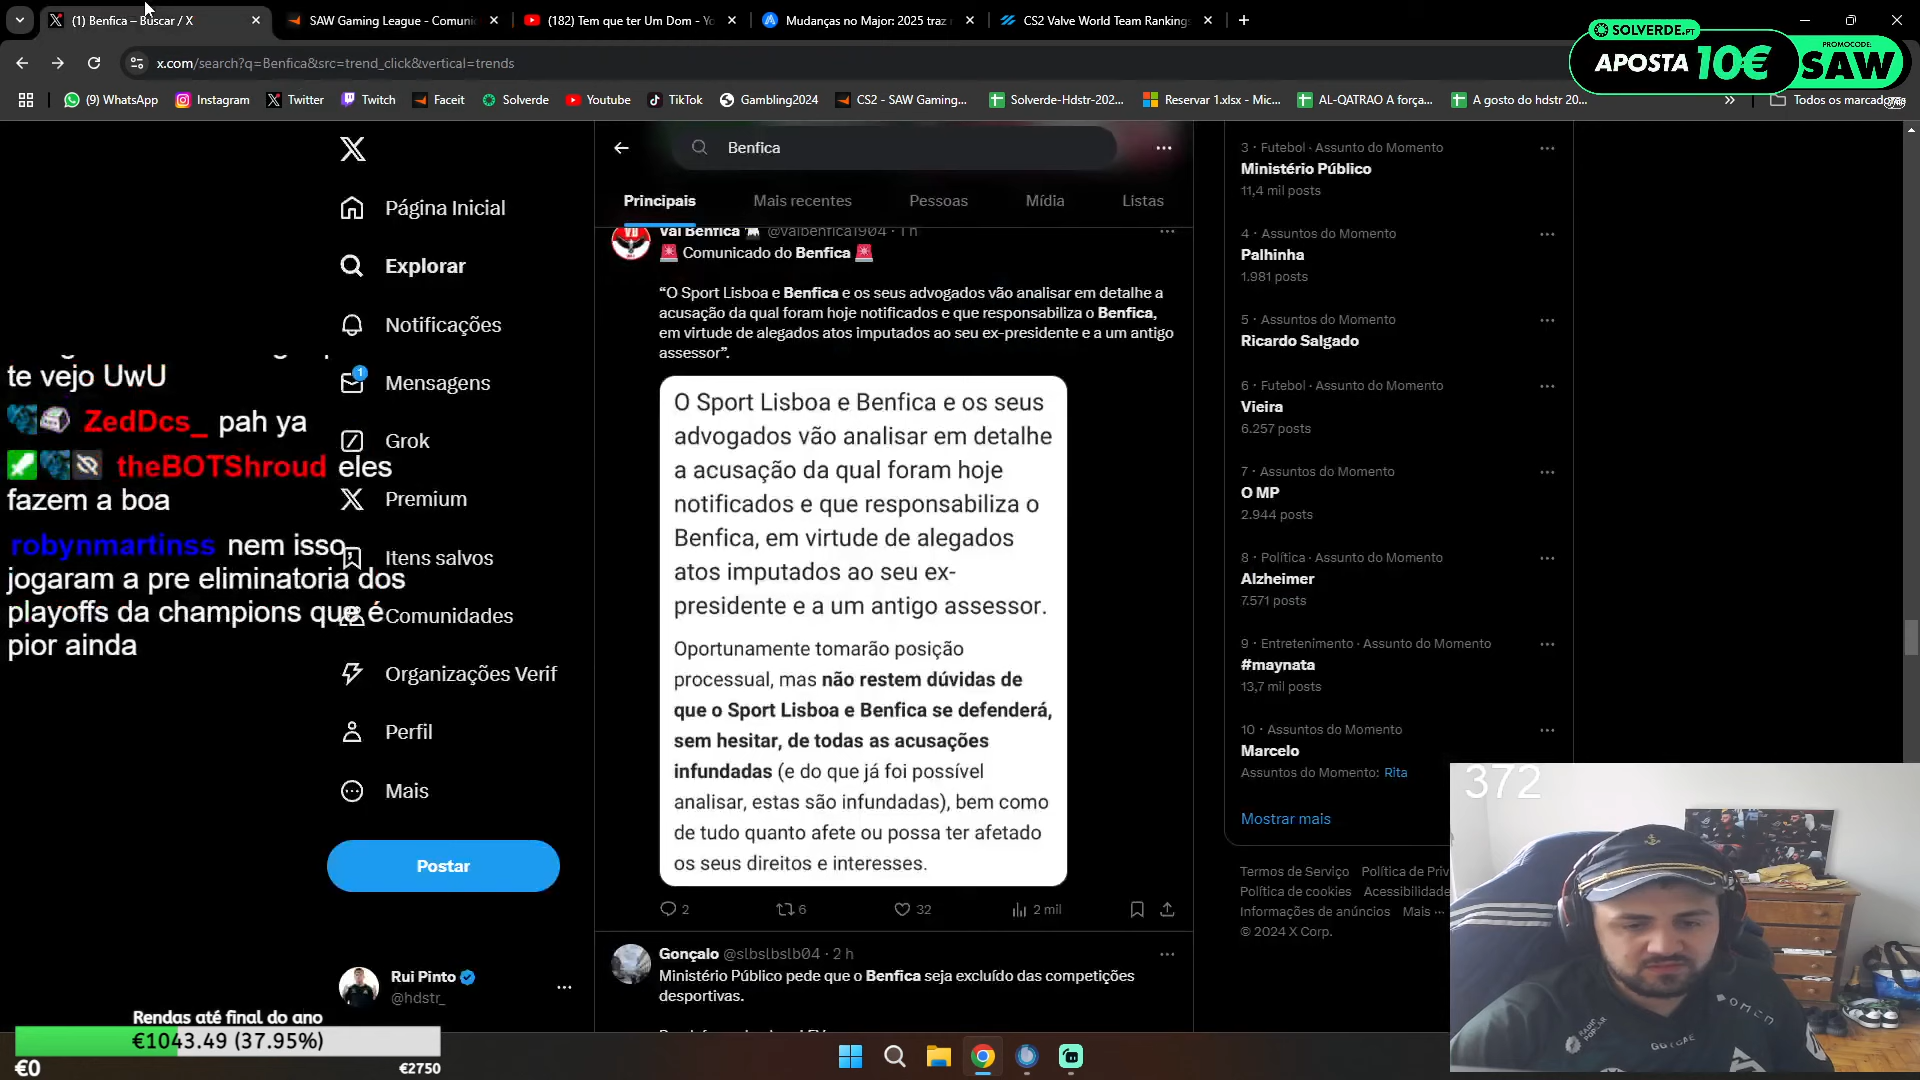 (1) Benfica – Buscar / X
SAW Gaming League - Comuni
(182) Tem que ter Um Dom - Yo
Mudanças no Major: 2025 traz
CS2 Valve World Team Rankings
x.com/search?q=Benfica&src=trend_click&vertical=trends
SOLVERDE.PT
APOSTA 10€
PROMOCODE:
SAW
(9) WhatsApp
Instagram
Twitter
Twitch
Faceit
Solverde
Youtube
TikTok
Gambling2024
CS2 - SAW Gaming...
Solverde-Hdstr-202...
Reservar 1.xlsx - Mic...
AL-QATRAO A força...
A gosto do hdstr 20...
Todos os marcadores
Página Inicial
Explorar
Notificações
1
Mensagens
Grok
Premium
Itens salvos
Comunidades
Organizações Verif
Perfil
Mais
Postar
Rui Pinto
@hdstr_
te vejo UwU
ZedDcs_ pah ya
theBOTShroud eles
fazem a boa
robynmartinss nem isso
jogaram a pre eliminatoria dos
playoffs da champions que é
pior ainda
Rendas até final do ano
€1043.49 (37.95%)
€0
€2750
Benfica
Principais
Mais recentes
Pessoas
Mídia
Listas
Val Benfica @valbenfica1904 · 1 h
Comunicado do Benfica
“O Sport Lisboa e Benfica e os seus advogados vão analisar em detalhe a
acusação da qual foram hoje notificados e que responsabiliza o Benfica,
em virtude de alegados atos imputados ao seu ex-presidente e a um antigo
assessor”.
O Sport Lisboa e Benfica e os seus
advogados vão analisar em detalhe
a acusação da qual foram hoje
notificados e que responsabiliza o
Benfica, em virtude de alegados
atos imputados ao seu ex-
presidente e a um antigo assessor.
Oportunamente tomarão posição
processual, mas não restem dúvidas de
que o Sport Lisboa e Benfica se defenderá,
sem hesitar, de todas as acusações
infundadas (e do que já foi possível
analisar, estas são infundadas), bem como
de tudo quanto afete ou possa ter afetado
os seus direitos e interesses.
2
6
32
2 mil
Gonçalo @slbslbslb04 · 2 h
Ministério Público pede que o Benfica seja excluído das competições
desportivas.
3 · Futebol · Assunto do Momento
Ministério Público
11,4 mil posts
4 · Assuntos do Momento
Palhinha
1.981 posts
5 · Assuntos do Momento
Ricardo Salgado
6 · Futebol · Assunto do Momento
Vieira
6.257 posts
7 · Assuntos do Momento
O MP
2.944 posts
8 · Política · Assunto do Momento
Alzheimer
7.571 posts
9 · Entretenimento · Assunto do Momento
#maynata
13,7 mil posts
10 · Assuntos do Momento
Marcelo
Assuntos do Momento: Rita
Mostrar mais
Termos de Serviço Política de Priv
Política de cookies Acessibilidade
Informações de anúncios Mais ···
© 2024 X Corp.
372
OMEN